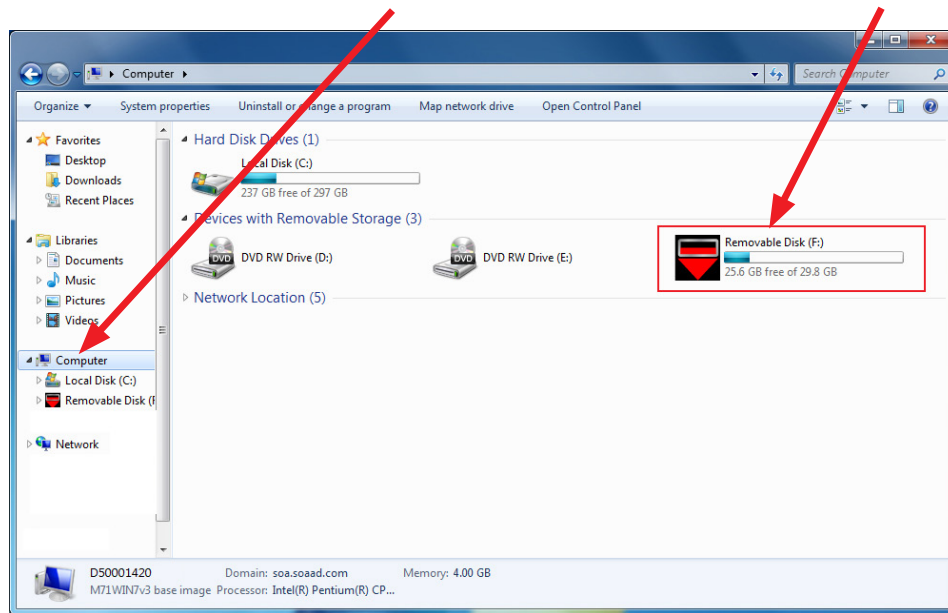 Computer
Search Computer
Organize
System properties
Uninstall or change a program
Map network drive
Open Control Panel
Favorites
Desktop
Downloads
Recent Places
Libraries
Documents
Music
Pictures
Videos
Computer
Local Disk (C:)
Removable Disk (F
Network
Hard Disk Drives (1)
Local Disk (C:)
237 GB free of 297 GB
Devices with Removable Storage (3)
DVD
DVD RW Drive (D:)
DVD
DVD RW Drive (E:)
Removable Disk (F:)
25.6 GB free of 29.8 GB
Network Location (5)
D50001420
Domain: soa.soaad.com
Memory: 4.00 GB
M71WIN7v3 base image
Processor: Intel(R) Pentium(R) CP...